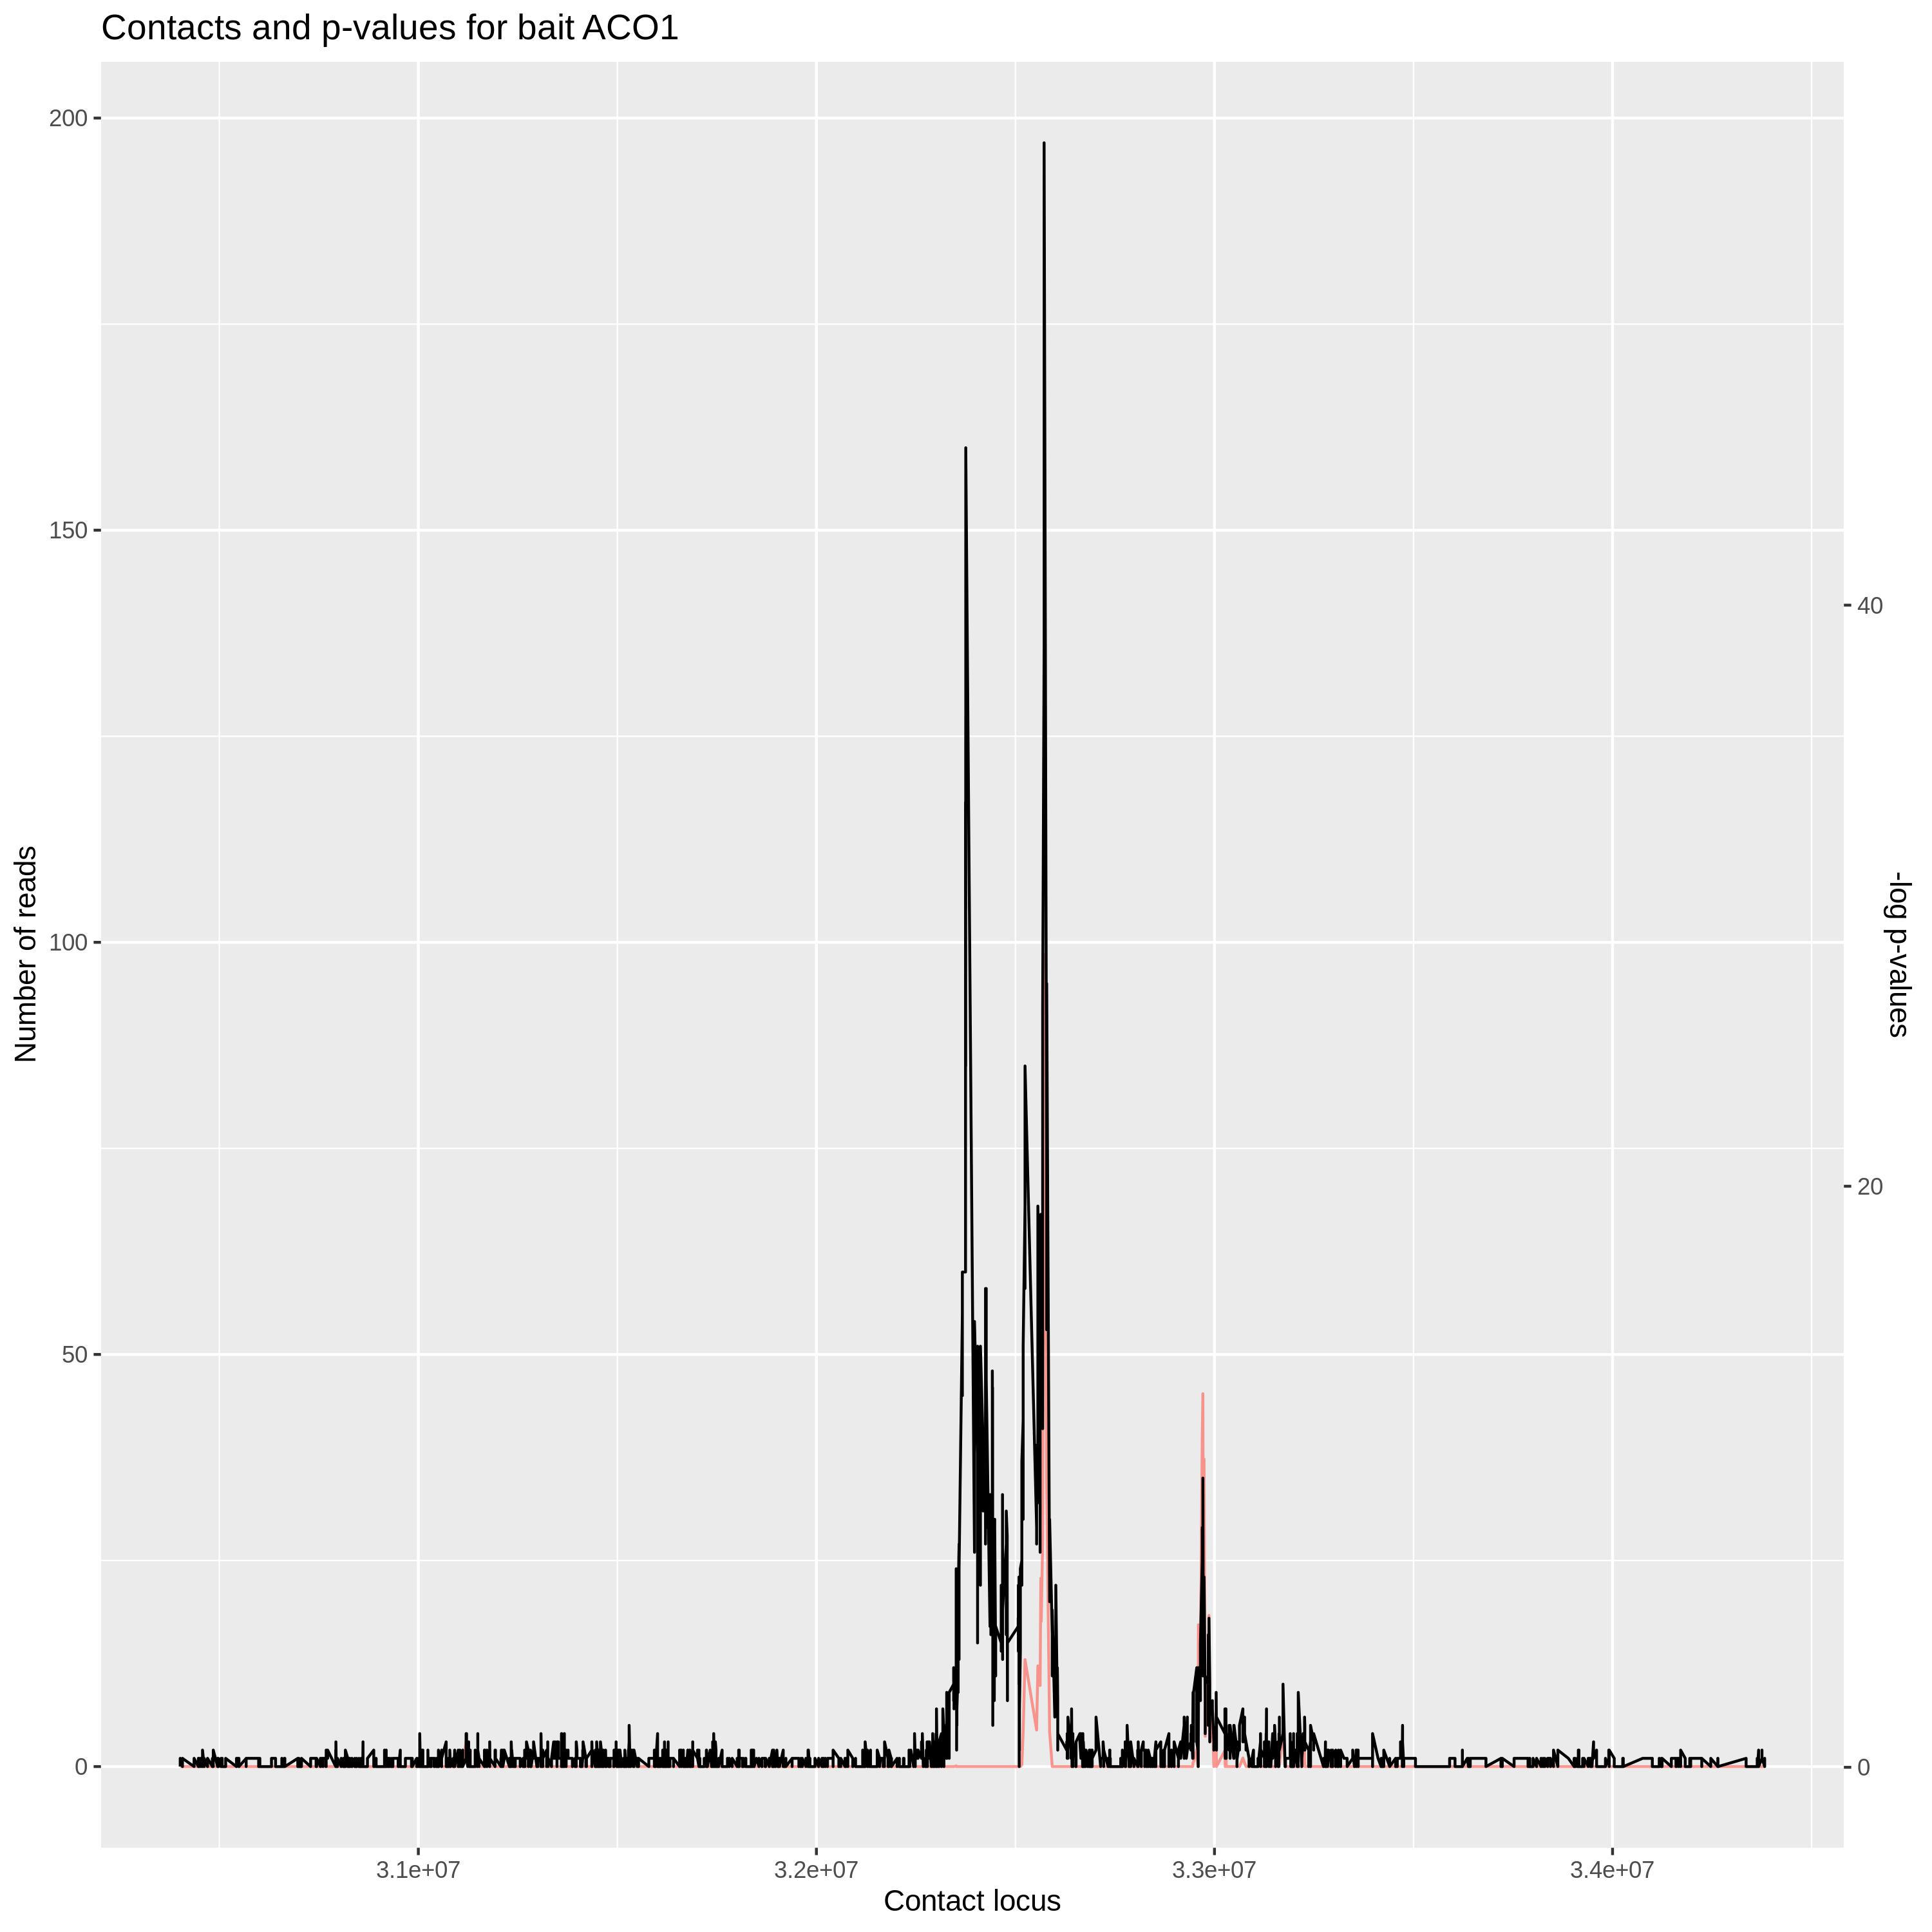 Contacts and p-values for bait ACO1
200
150
100
50
0
Number of reads
40
20
0
-log p-values
3.1e+07
3.2e+07
3.3e+07
3.4e+07
Contact locus